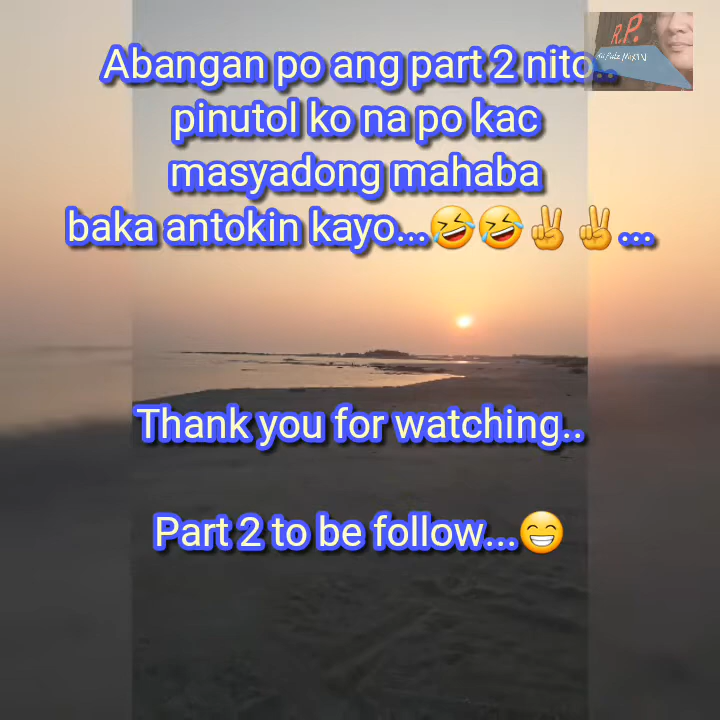 Abangan po ang part 2 nito..
pinutol ko na po kac
masyadong mahaba
baka antokin kayo...🤣🤣✌✌...
Thank you for watching..
Part 2 to be follow...😁
R.P.